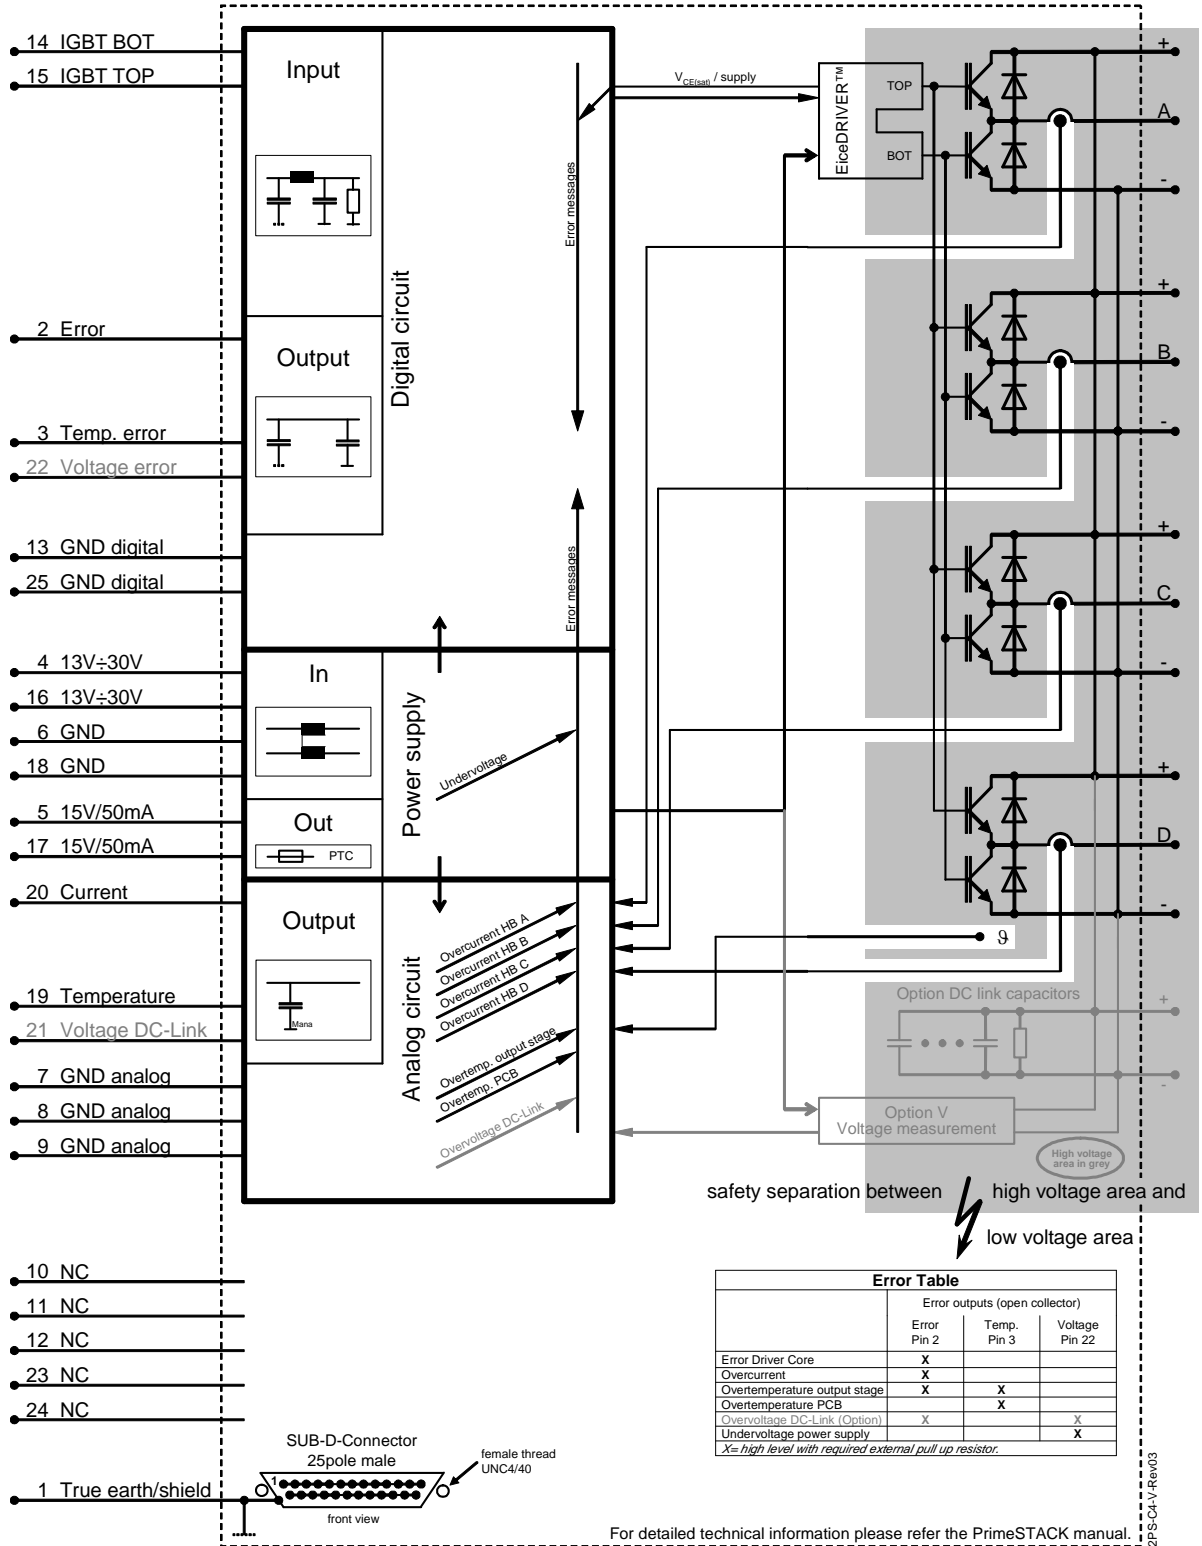 14 IGBT BOT
15 IGBT TOP
2 Error
3 Temp. error
22 Voltage error
13 GND digital
25 GND digital
4 13V÷30V
16 13V÷30V
6 GND
18 GND
5 15V/50mA
17 15V/50mA
20 Current
19 Temperature
21 Voltage DC-Link
7 GND analog
8 GND analog
9 GND analog
10 NC
11 NC
12 NC
23 NC
24 NC
1 True earth/shield
Input
Output
Digital circuit
Error messages
Error messages
In
Out
PTC
Power supply
Undervoltage
Output
Mana
Analog circuit
Overcurrent HB A
Overcurrent HB B
Overcurrent HB C
Overcurrent HB D
Overtemp. output stage
Overtemp. PCB
Overvoltage DC-Link
VCE(sat) / supply
EiceDRIVER™
TOP
BOT
+
A
-
+
B
-
+
C
-
+
D
-
ϑ
Option DC link capacitors
+
-
Option V
Voltage measurement
High voltage
area in grey
safety separation between high voltage area and
low voltage area
Error Table
Error outputs (open collector)
Error Temp. Voltage
Pin 2 Pin 3 Pin 22
Error Driver Core X
Overcurrent X
Overtemperature output stage X X
Overtemperature PCB X
Overvoltage DC-Link (Option) X X
Undervoltage power supply X
X= high level with required external pull up resistor.
SUB-D-Connector
25pole male
1
female thread
UNC4/40
front view
For detailed technical information please refer the PrimeSTACK manual.
2PS-C4-V-Rev03